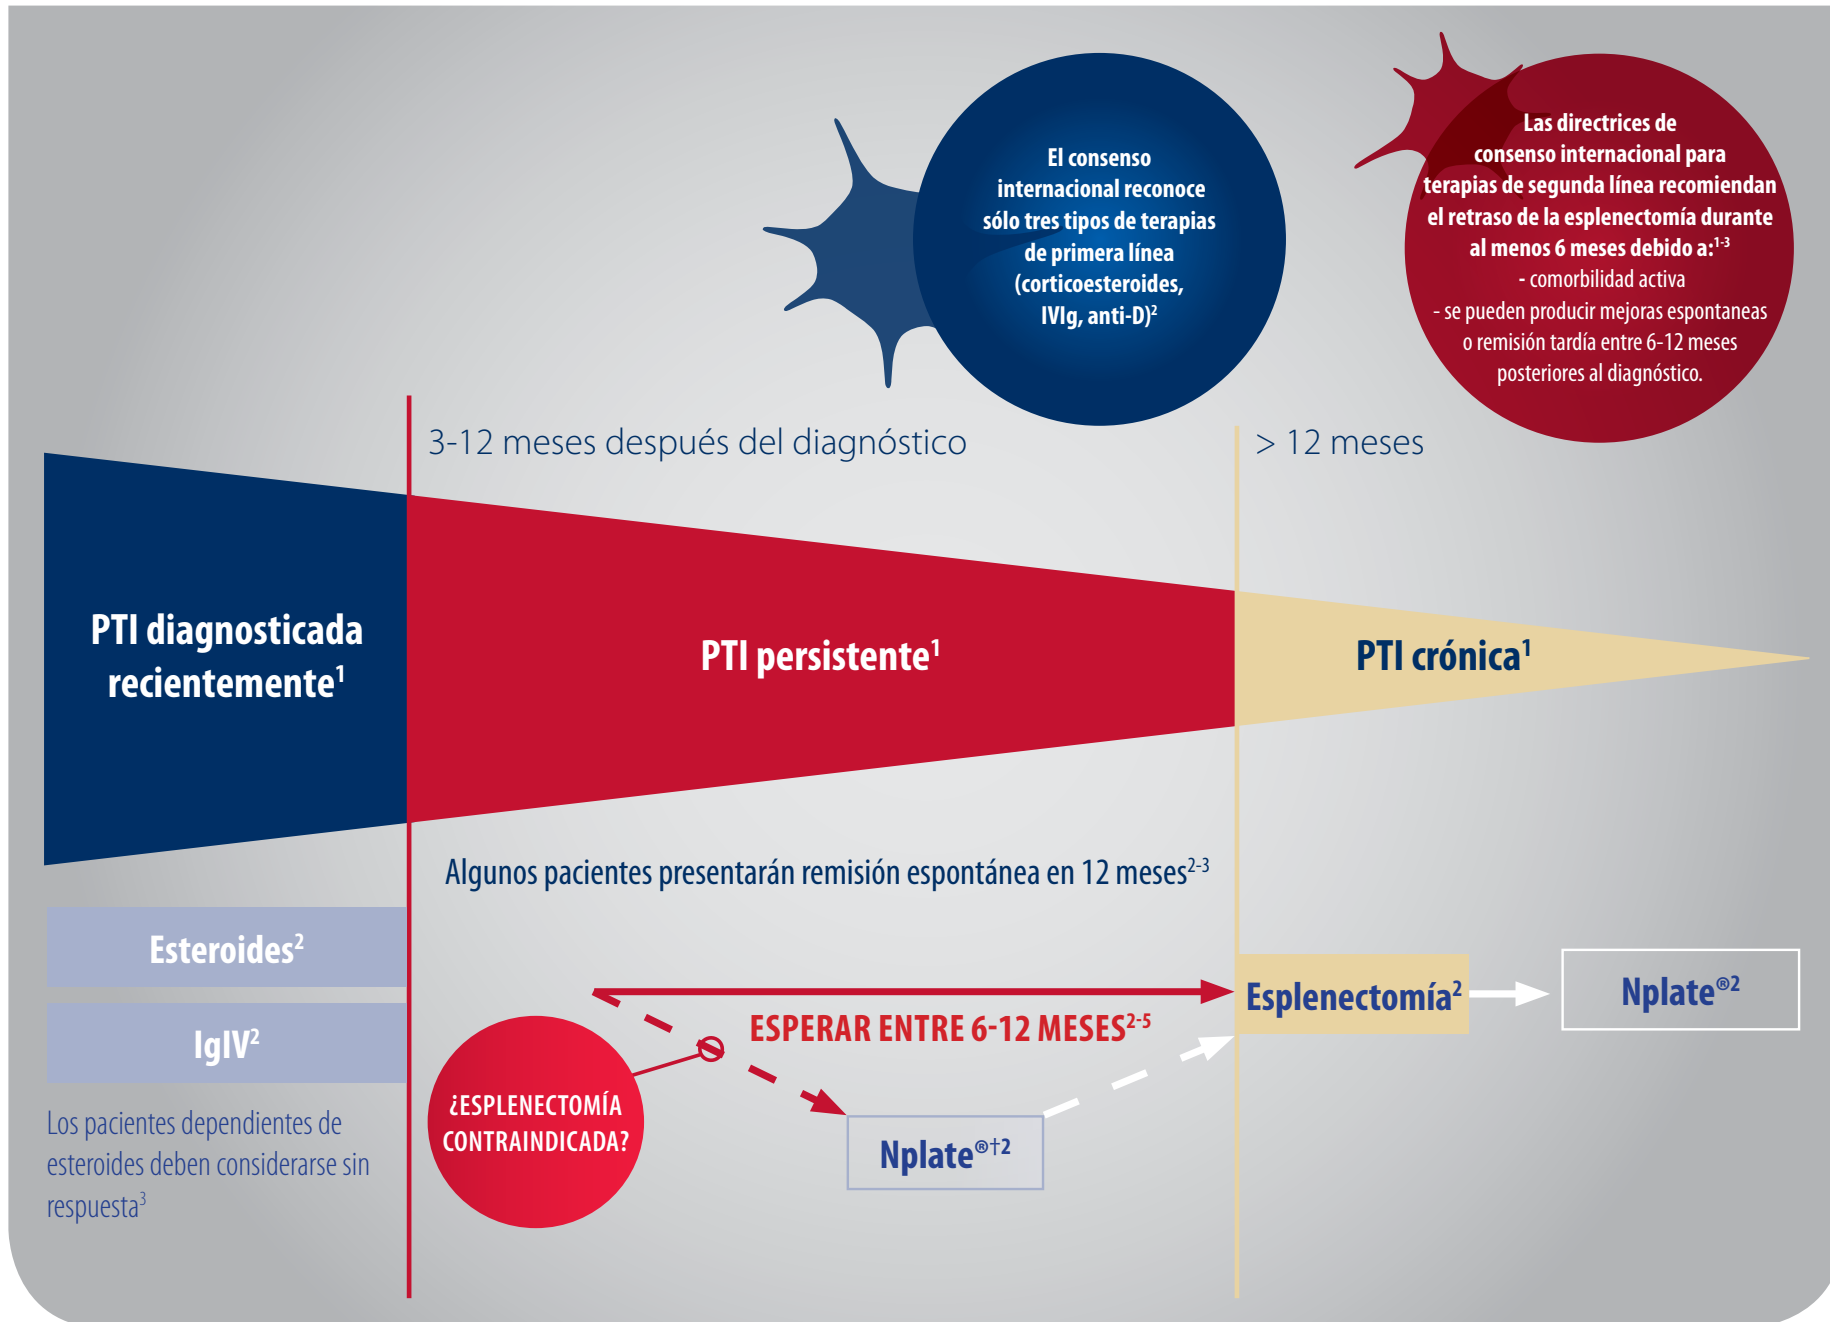 El consenso
internacional reconoce
sólo tres tipos de terapias
de primera línea
(corticoesteroides,
IVIg, anti-D)²
Las directrices de
consenso internacional para
terapias de segunda línea recomiendan
el retraso de la esplenectomía durante
al menos 6 meses debido a:¹⁻³
- comorbilidad activa
- se pueden producir mejoras espontaneas
o remisión tardía entre 6-12 meses
posteriores al diagnóstico.
3-12 meses después del diagnóstico
> 12 meses
PTI diagnosticada
recientemente¹
PTI persistente¹
PTI crónica¹
Algunos pacientes presentarán remisión espontánea en 12 meses²⁻³
Esteroides²
IgIV²
Los pacientes dependientes de
esteroides deben considerarse sin
respuesta³
¿ESPLENECTOMÍA
CONTRAINDICADA?
ESPERAR ENTRE 6-12 MESES²⁻⁵
Nplate®†²
Esplenectomía²
Nplate®²